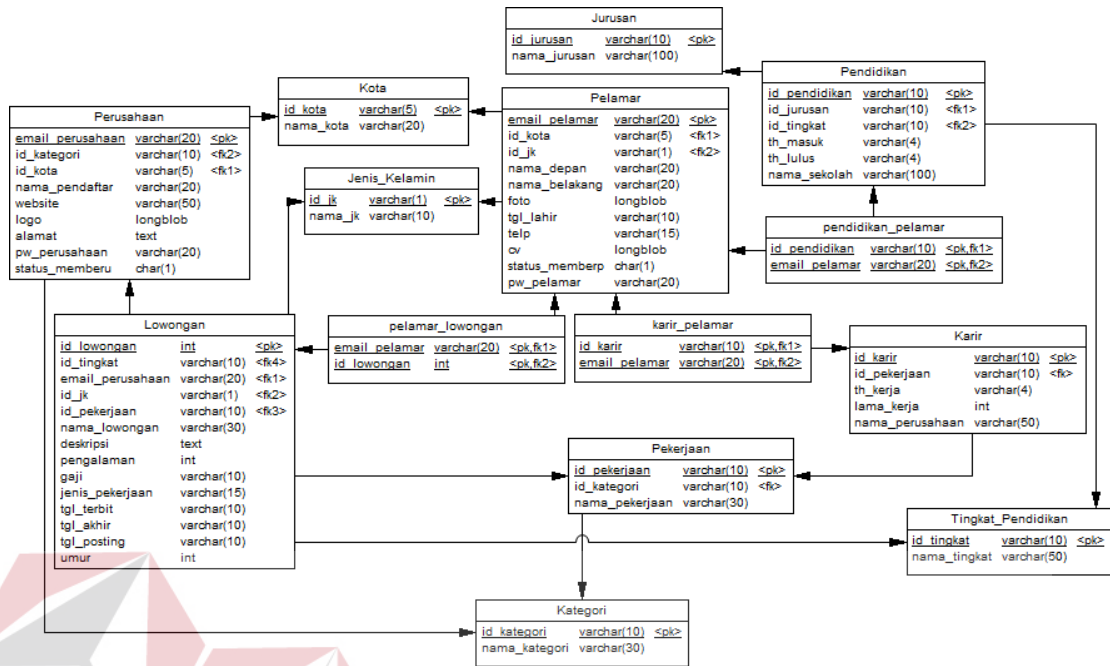 Jurusan
id_jurusan varchar(10) <pk>
nama_jurusan varchar(100)
Pendidikan
id_pendidikan varchar(10) <pk>
id_jurusan varchar(10) <fk1>
id_tingkat varchar(10) <fk2>
th_masuk varchar(4)
th_lulus varchar(4)
nama_sekolah varchar(100)
Kota
id_kota varchar(5) <pk>
nama_kota varchar(20)
Pelamar
email_pelamar varchar(20) <pk>
id_kota varchar(5) <fk1>
id_jk varchar(1) <fk2>
nama_depan varchar(20)
nama_belakang varchar(20)
foto longblob
tgl_lahir varchar(10)
telp varchar(15)
cv longblob
status_memberp char(1)
pw_pelamar varchar(20)
Perusahaan
email_perusahaan varchar(20) <pk>
id_kategori varchar(10) <fk2>
id_kota varchar(5) <fk1>
nama_pendaftar varchar(20)
website varchar(50)
logo longblob
alamat text
pw_perusahaan varchar(20)
status_memberu char(1)
Jenis_Kelamin
id_jk varchar(1) <pk>
nama_jk varchar(10)
pendidikan_pelamar
id_pendidikan varchar(10) <pk,fk1>
email_pelamar varchar(20) <pk,fk2>
Lowongan
id_lowongan int <pk>
id_tingkat varchar(10) <fk4>
email_perusahaan varchar(20) <fk1>
id_jk varchar(1) <fk2>
id_pekerjaan varchar(10) <fk3>
nama_lowongan varchar(30)
deskripsi text
pengalaman int
gaji varchar(10)
jenis_pekerjaan varchar(15)
tgl_terbit varchar(10)
tgl_akhir varchar(10)
tgl_posting varchar(10)
umur int
pelamar_lowongan
email_pelamar varchar(20) <pk,fk1>
id_lowongan int <pk,fk2>
karir_pelamar
id_karir varchar(10) <pk,fk1>
email_pelamar varchar(20) <pk,fk2>
Karir
id_karir varchar(10) <pk>
id_pekerjaan varchar(10) <fk>
th_kerja varchar(4)
lama_kerja int
nama_perusahaan varchar(50)
Pekerjaan
id_pekerjaan varchar(10) <pk>
id_kategori varchar(10) <fk>
nama_pekerjaan varchar(30)
Tingkat_Pendidikan
id_tingkat varchar(10) <pk>
nama_tingkat varchar(50)
Kategori
id_kategori varchar(10) <pk>
nama_kategori varchar(30)